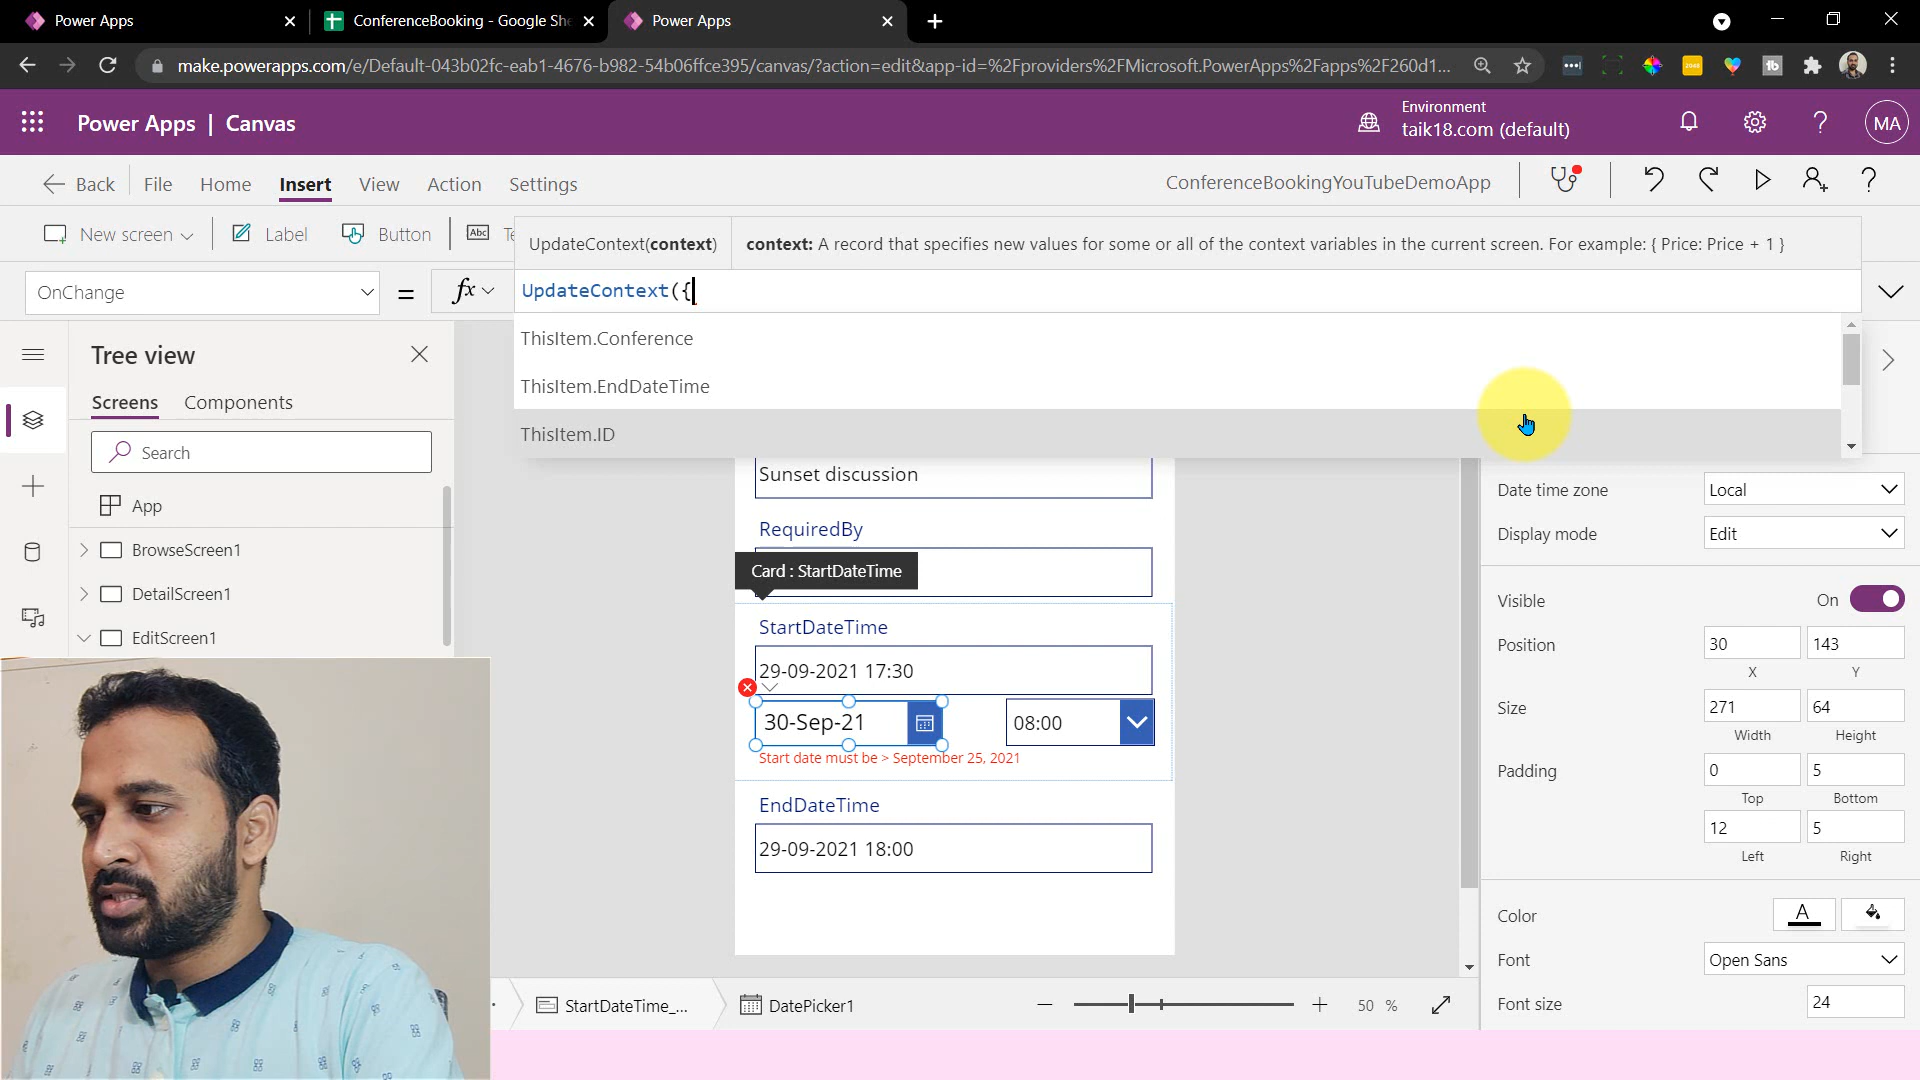 Power Apps
ConferenceBooking - Google She
Power Apps
make.powerapps.com/e/Default-043b02fc-eab1-4676-b982-54b06ffce395/canvas/?action=edit&app-id=%2Fproviders%2FMicrosoft.PowerApps%2Fapps%2F260d1...
Power Apps | Canvas
Environment
taik18.com (default)
MA
Back
File
Home
Insert
View
Action
Settings
ConferenceBookingYouTubeDemoApp
New screen
Label
Button
Abc
UpdateContext(context)
context: A record that specifies new values for some or all of the context variables in the current screen. For example: { Price: Price + 1 }
OnChange
=
fx
UpdateContext({
ThisItem.Conference
ThisItem.EndDateTime
ThisItem.ID
Tree view
Screens
Components
Search
App
BrowseScreen1
DetailScreen1
EditScreen1
Sunset discussion
RequiredBy
Card : StartDateTime
StartDateTime
29-09-2021 17:30
30-Sep-21
08:00
Start date must be > September 25, 2021
EndDateTime
29-09-2021 18:00
Date time zone
Local
Display mode
Edit
Visible
On
Position
30
143
X
Y
Size
271
64
Width
Height
Padding
0
5
Top
Bottom
12
5
Left
Right
Color
A
Font
Open Sans
Font size
24
StartDateTime_...
DatePicker1
50 %